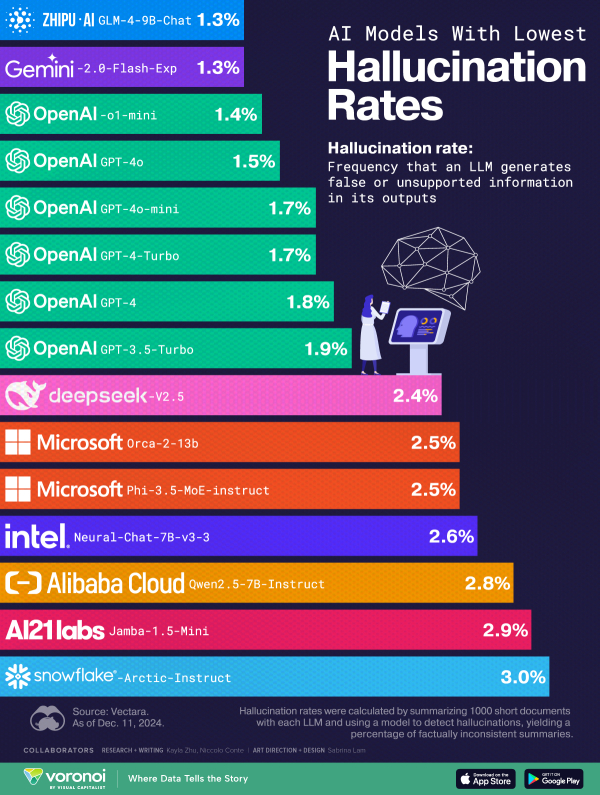 AI Models With Lowest
Hallucination
Rates
Hallucination rate:
Frequency that an LLM generates
false or unsupported information
in its outputs
ZHIPU·AI GLM-4-9B-Chat 1.3%
Gemini -2.0-Flash-Exp 1.3%
OpenAI -o1-mini 1.4%
OpenAI GPT-4o 1.5%
OpenAI GPT-4o-mini 1.7%
OpenAI GPT-4-Turbo 1.7%
OpenAI GPT-4 1.8%
OpenAI GPT-3.5-Turbo 1.9%
deepseek -V2.5 2.4%
Microsoft Orca-2-13b 2.5%
Microsoft Phi-3.5-MoE-instruct 2.5%
intel. Neural-Chat-7B-v3-3 2.6%
Alibaba Cloud Qwen2.5-7B-Instruct 2.8%
AI21labs Jamba-1.5-Mini 2.9%
snowflake® -Arctic-Instruct 3.0%
Source: Vectara.
As of Dec. 11, 2024.
Hallucination rates were calculated by summarizing 1000 short documents
with each LLM and using a model to detect hallucinations, yielding a
percentage of factually inconsistent summaries.
COLLABORATORS RESEARCH + WRITING Kayla Zhu, Niccolo Conte | ART DIRECTION + DESIGN Sabrina Lam
voronoi
BY VISUAL CAPITALIST
Where Data Tells the Story
Download on the
App Store
GET IT ON
Google Play